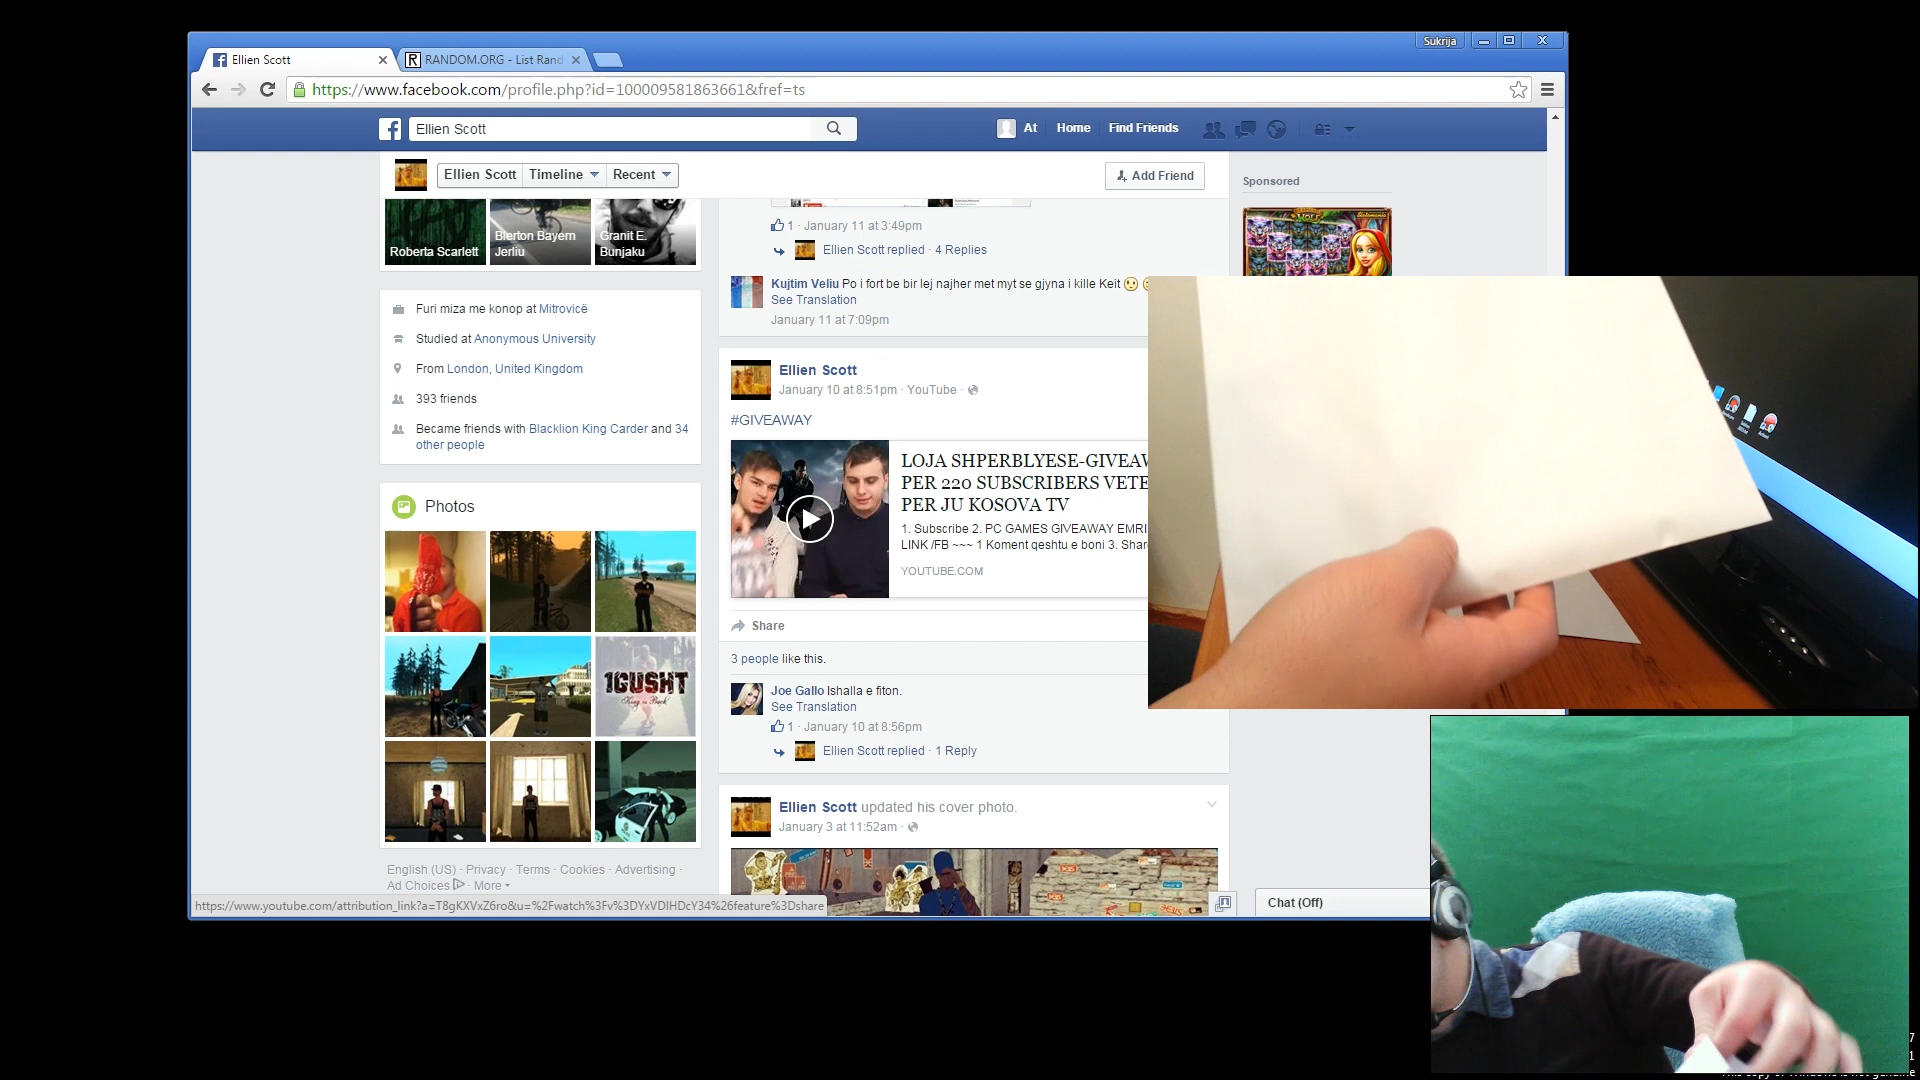 Sukrija
Ellien Scott
RANDOM.ORG - List Rand
https://www.facebook.com/profile.php?id=100009581863661&fref=ts
Ellien Scott
At
Home
Find Friends
Ellien Scott
Timeline
Recent
Add Friend
Sponsored
Roberta Scarlett
Blerton Bayern
Jerliu
Granit E.
Bunjaku
Furi miza me konop at Mitrovicë
Studied at Anonymous University
From London, United Kingdom
393 friends
Became friends with Blacklion King Carder and 34
other people
Photos
1GUSHT
King is Back
English (US) · Privacy · Terms · Cookies · Advertising ·
Ad Choices · More
https://www.youtube.com/attribution_link?a=T8gKXVxZ6ro&u=%2Fwatch%3Fv%3DYxVDIHDcY34%26feature%3Dshare
1 · January 11 at 3:49pm
Ellien Scott replied · 4 Replies
Kujtim Veliu Po i fort be bir lej najher met myt se gjyna i kille Keit
See Translation
January 11 at 7:09pm
Ellien Scott
January 10 at 8:51pm · YouTube ·
#GIVEAWAY
LOJA SHPERBLYESE-GIVEAW
PER 220 SUBSCRIBERS VETE
PER JU KOSOVA TV
1. Subscribe 2. PC GAMES GIVEAWAY EMRI
LINK /FB ~~~ 1 Koment qeshtu e boni 3. Shar
YOUTUBE.COM
Share
3 people like this.
Joe Gallo Ishalla e fiton.
See Translation
1 · January 10 at 8:56pm
Ellien Scott replied · 1 Reply
Ellien Scott updated his cover photo.
January 3 at 11:52am ·
Chat (Off)